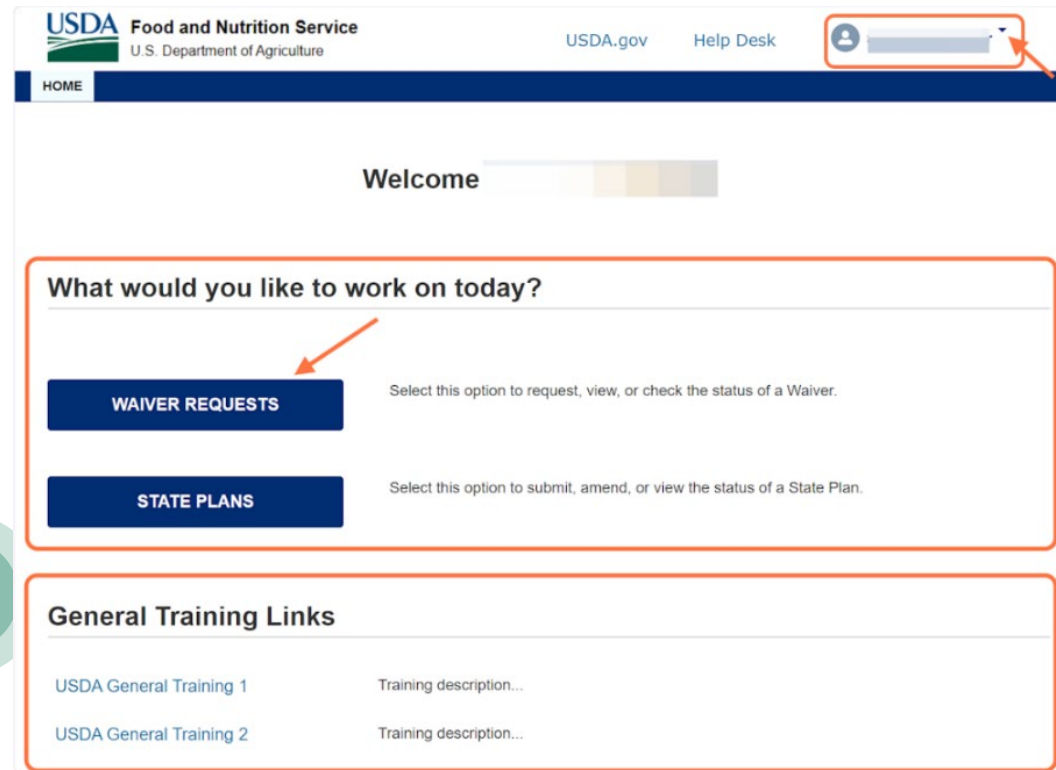 USDA Food and Nutrition Service
U.S. Department of Agriculture
USDA.gov Help Desk
HOME
Welcome
What would you like to work on today?
WAIVER REQUESTS Select this option to request, view, or check the status of a Waiver.
STATE PLANS Select this option to submit, amend, or view the status of a State Plan.
General Training Links
USDA General Training 1 Training description...
USDA General Training 2 Training description...